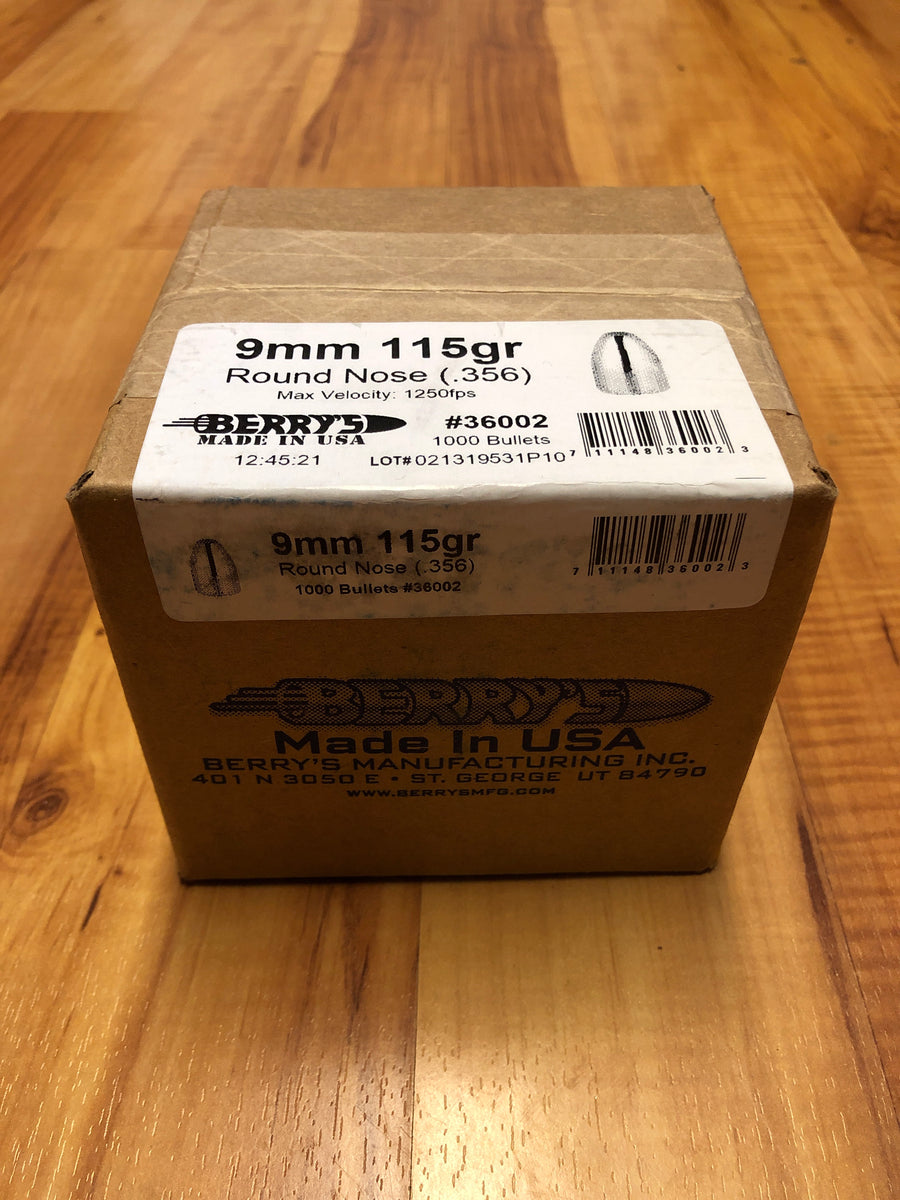 9mm 115gr
Round Nose (.356)
Max Velocity: 1250fps
BERRY'S
MADE IN USA
#36002
1000 Bullets
12:45:21
LOT# 021319531P10
7 11148 36002 3
9mm 115gr
Round Nose (.356)
1000 Bullets #36002
7 11148 36002 3
BERRY'S
Made In USA
BERRY'S MANUFACTURING INC.
401 N 3050 E • ST. GEORGE UT 84790
WWW.BERRYSMFG.COM